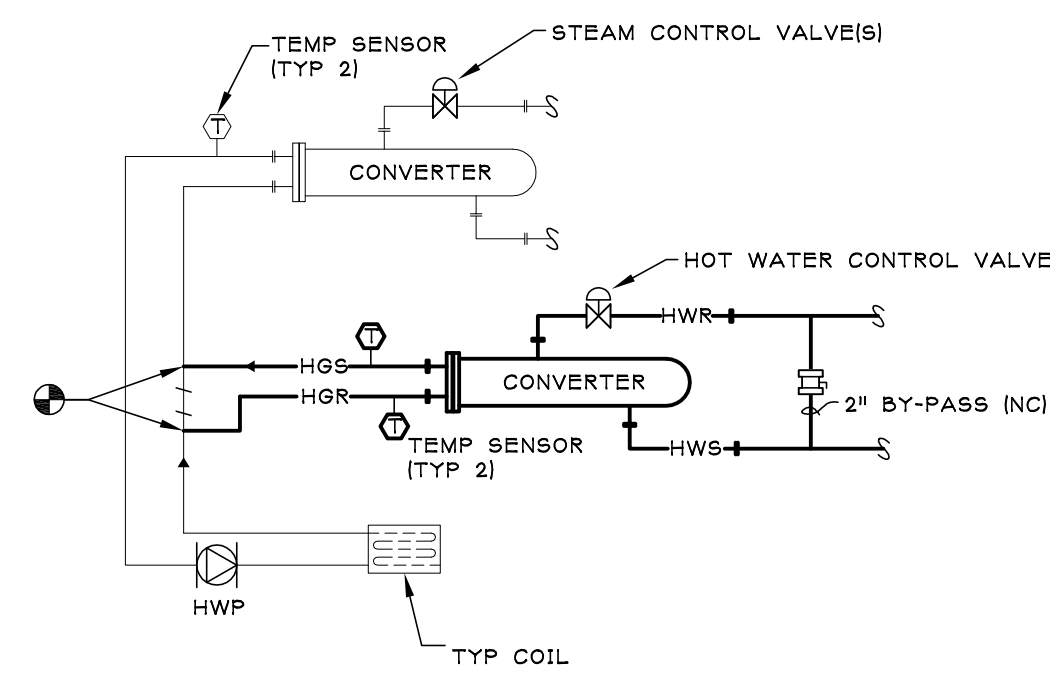 STEAM CONTROL VALVE(S)
TEMP SENSOR
(TYP 2)
T
CONVERTER
HOT WATER CONTROL VALVE
HWR
T
HGS
CONVERTER
HGR
2" BY-PASS (NC)
T
TEMP SENSOR
(TYP 2)
HWS
HWP
TYP COIL